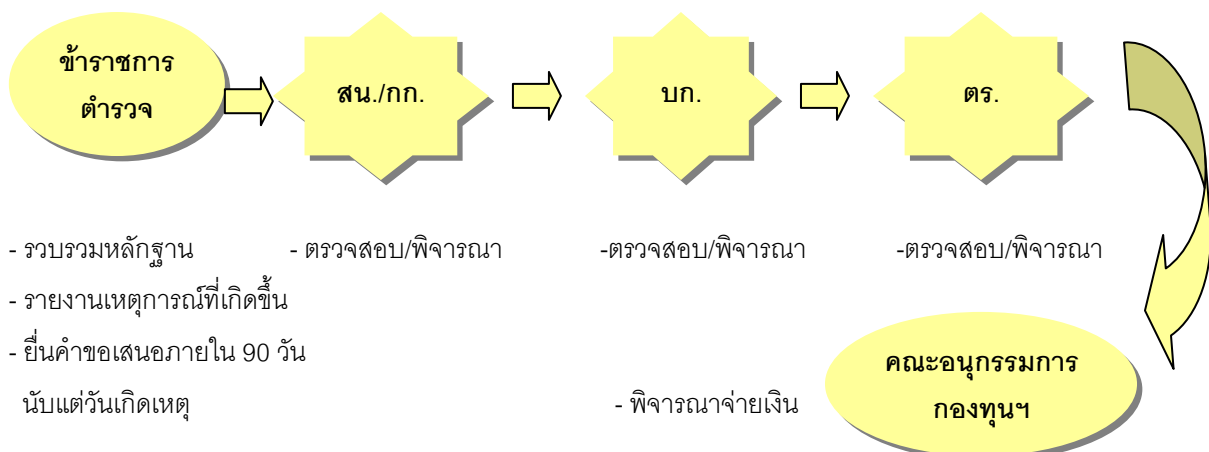 ข้าราชการ
ตำรวจ
สน./กก.
บก.
ตร.
- รวบรวมหลักฐาน
- ตรวจสอบ/พิจารณา
-ตรวจสอบ/พิจารณา
-ตรวจสอบ/พิจารณา
- รายงานเหตุการณ์ที่เกิดขึ้น
- ยื่นคำขอเสนอภายใน 90 วัน
นับแต่วันเกิดเหตุ
- พิจารณาจ่ายเงิน
คณะอนุกรรมการ
กองทุนฯ